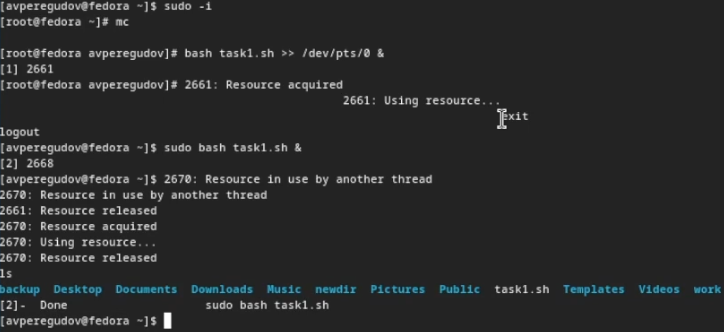 [avperegudov@fedora ~]$ sudo -i
[root@fedora ~]# mc
[root@fedora avperegudov]# bash task1.sh >> /dev/pts/0 &
[1] 2661
[root@fedora avperegudov]# 2661: Resource acquired
2661: Using resource...
exit
logout
[avperegudov@fedora ~]$ sudo bash task1.sh &
[2] 2668
[avperegudov@fedora ~]$ 2670: Resource in use by another thread
2670: Resource in use by another thread
2661: Resource released
2670: Resource acquired
2670: Using resource...
2670: Resource released
ls
backup Desktop Documents Downloads Music newdir Pictures Public task1.sh Templates Videos work
[2]- Done sudo bash task1.sh
[avperegudov@fedora ~]$